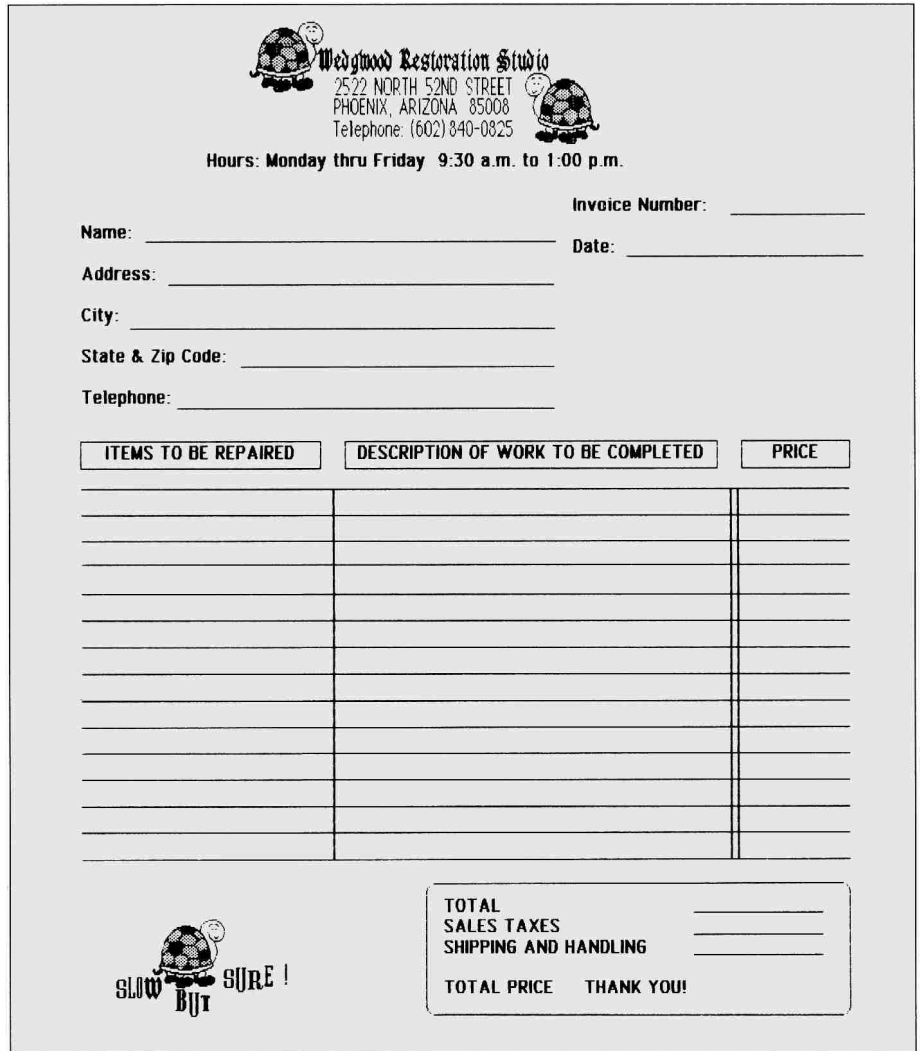 Wedgwood Restoration Studio
2522 NORTH 52ND STREET
PHOENIX, ARIZONA 85008
Telephone: (602) 840-0825
Hours: Monday thru Friday 9:30 a.m. to 1:00 p.m.
Invoice Number:
Name:
Date:
Address:
City:
State & Zip Code:
Telephone:
ITEMS TO BE REPAIRED DESCRIPTION OF WORK TO BE COMPLETED PRICE
TOTAL
SALES TAXES
SHIPPING AND HANDLING
TOTAL PRICE THANK YOU!
SLOW BUT SURE !